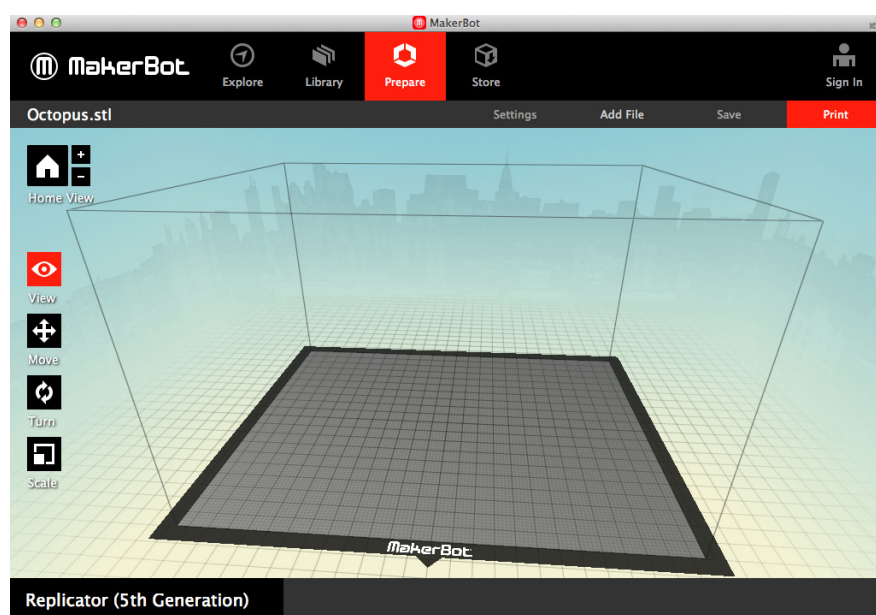 MakerBot
MakerBot
Explore
Library
Prepare
Store
Sign In
Octopus.stl
Settings
Add File
Save
Print
+
-
Home View
View
Move
Turn
Scale
MakerBot
Replicator (5th Generation)